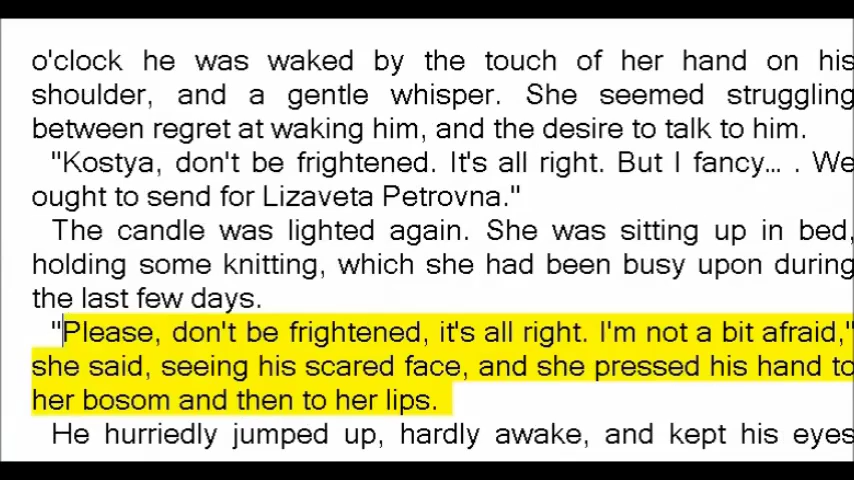 o'clock he was waked by the touch of her hand on his
shoulder, and a gentle whisper. She seemed struggling
between regret at waking him, and the desire to talk to him.
"Kostya, don't be frightened. It's all right. But I fancy... . We
ought to send for Lizaveta Petrovna."
The candle was lighted again. She was sitting up in bed,
holding some knitting, which she had been busy upon during
the last few days.
"Please, don't be frightened, it's all right. I'm not a bit afraid,"
she said, seeing his scared face, and she pressed his hand to
her bosom and then to her lips.
He hurriedly jumped up, hardly awake, and kept his eyes